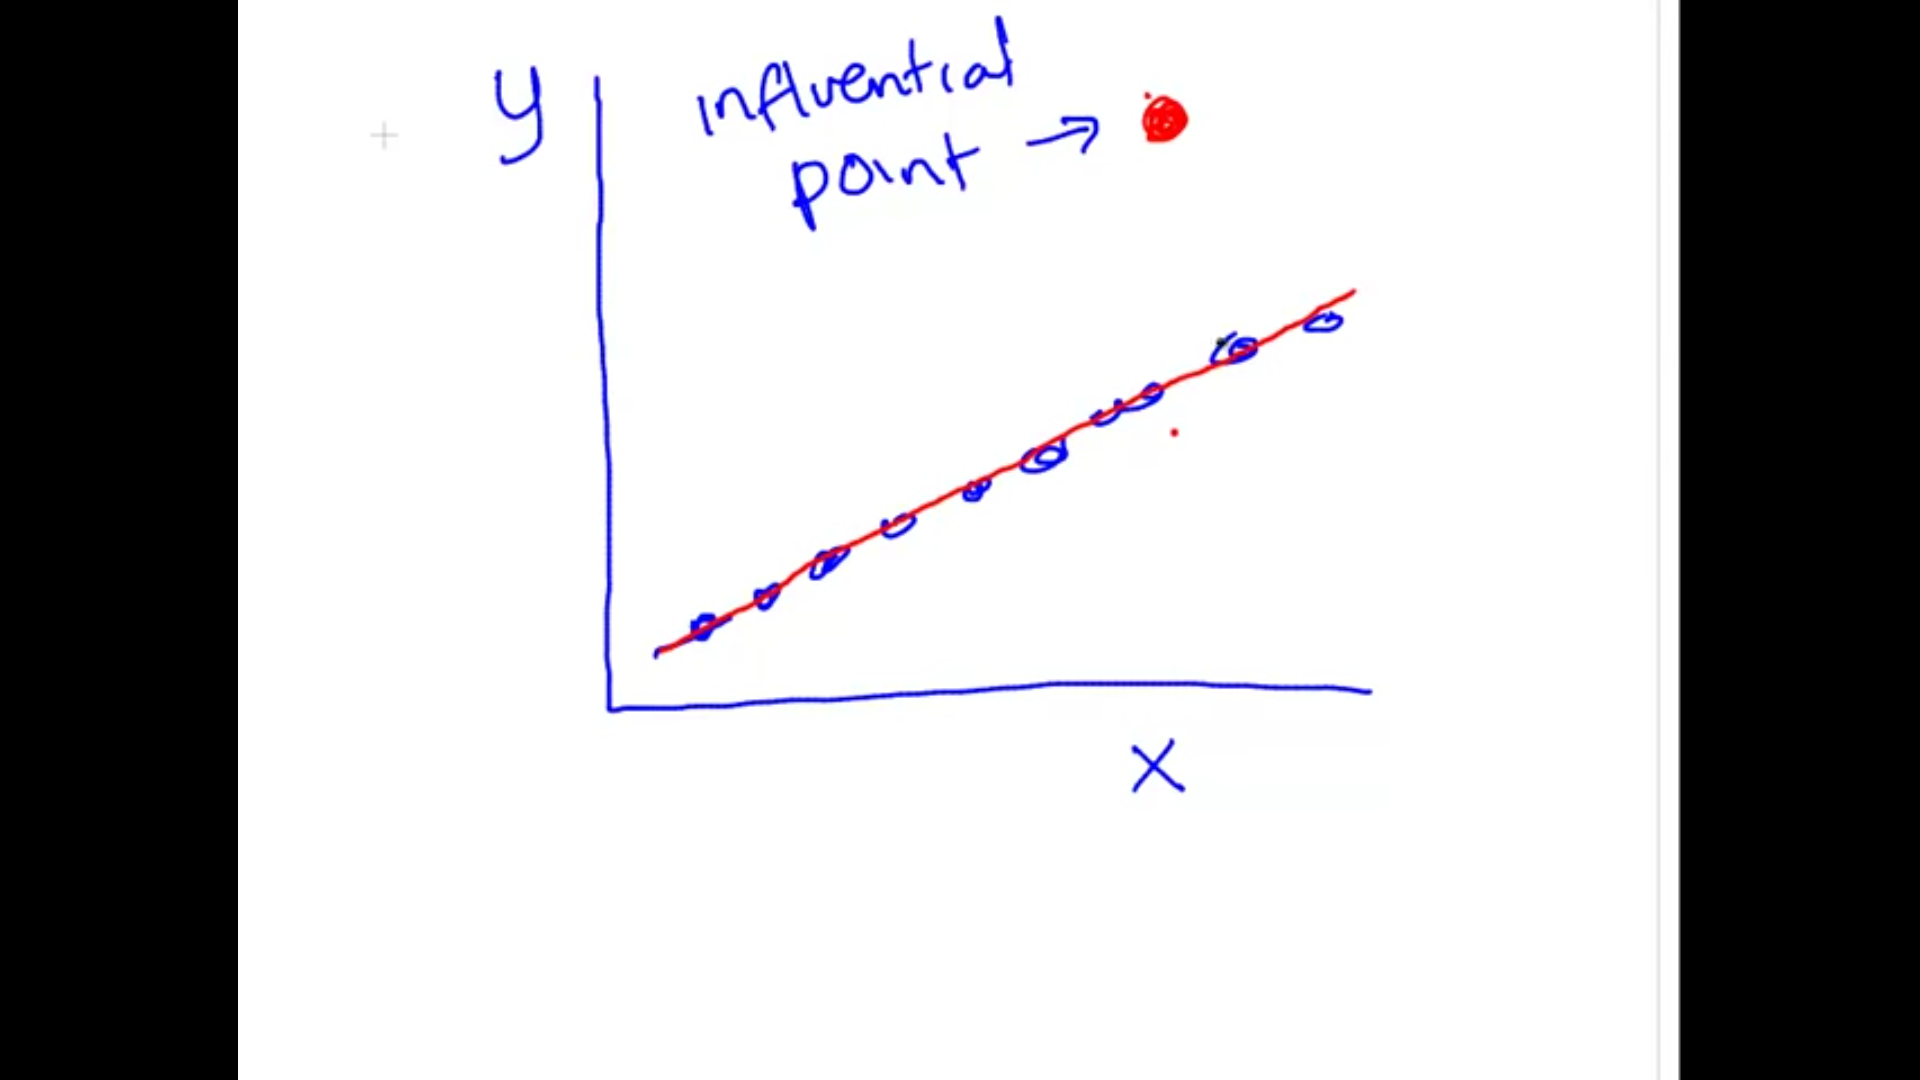 y
influential
point →
x